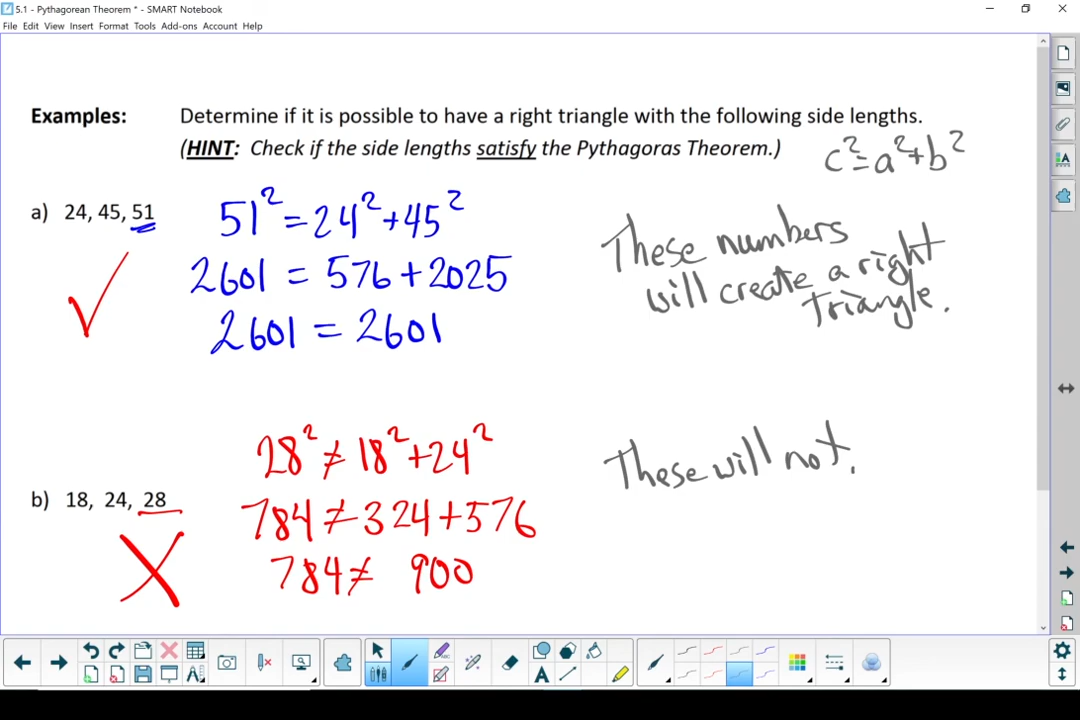 5.1 - Pythagorean Theorem * - SMART Notebook
File Edit View Insert Format Tools Add-ons Account Help
Examples: Determine if it is possible to have a right triangle with the following side lengths.
(HINT: Check if the side lengths satisfy the Pythagoras Theorem.)
c²=a²+b²
a) 24, 45, 51
51²=24²+45²
2601 = 576+2025
2601 = 2601
These numbers
will create a right
triangle.
b) 18, 24, 28
28²≠18²+24²
784≠324+576
784≠ 900
These will not.